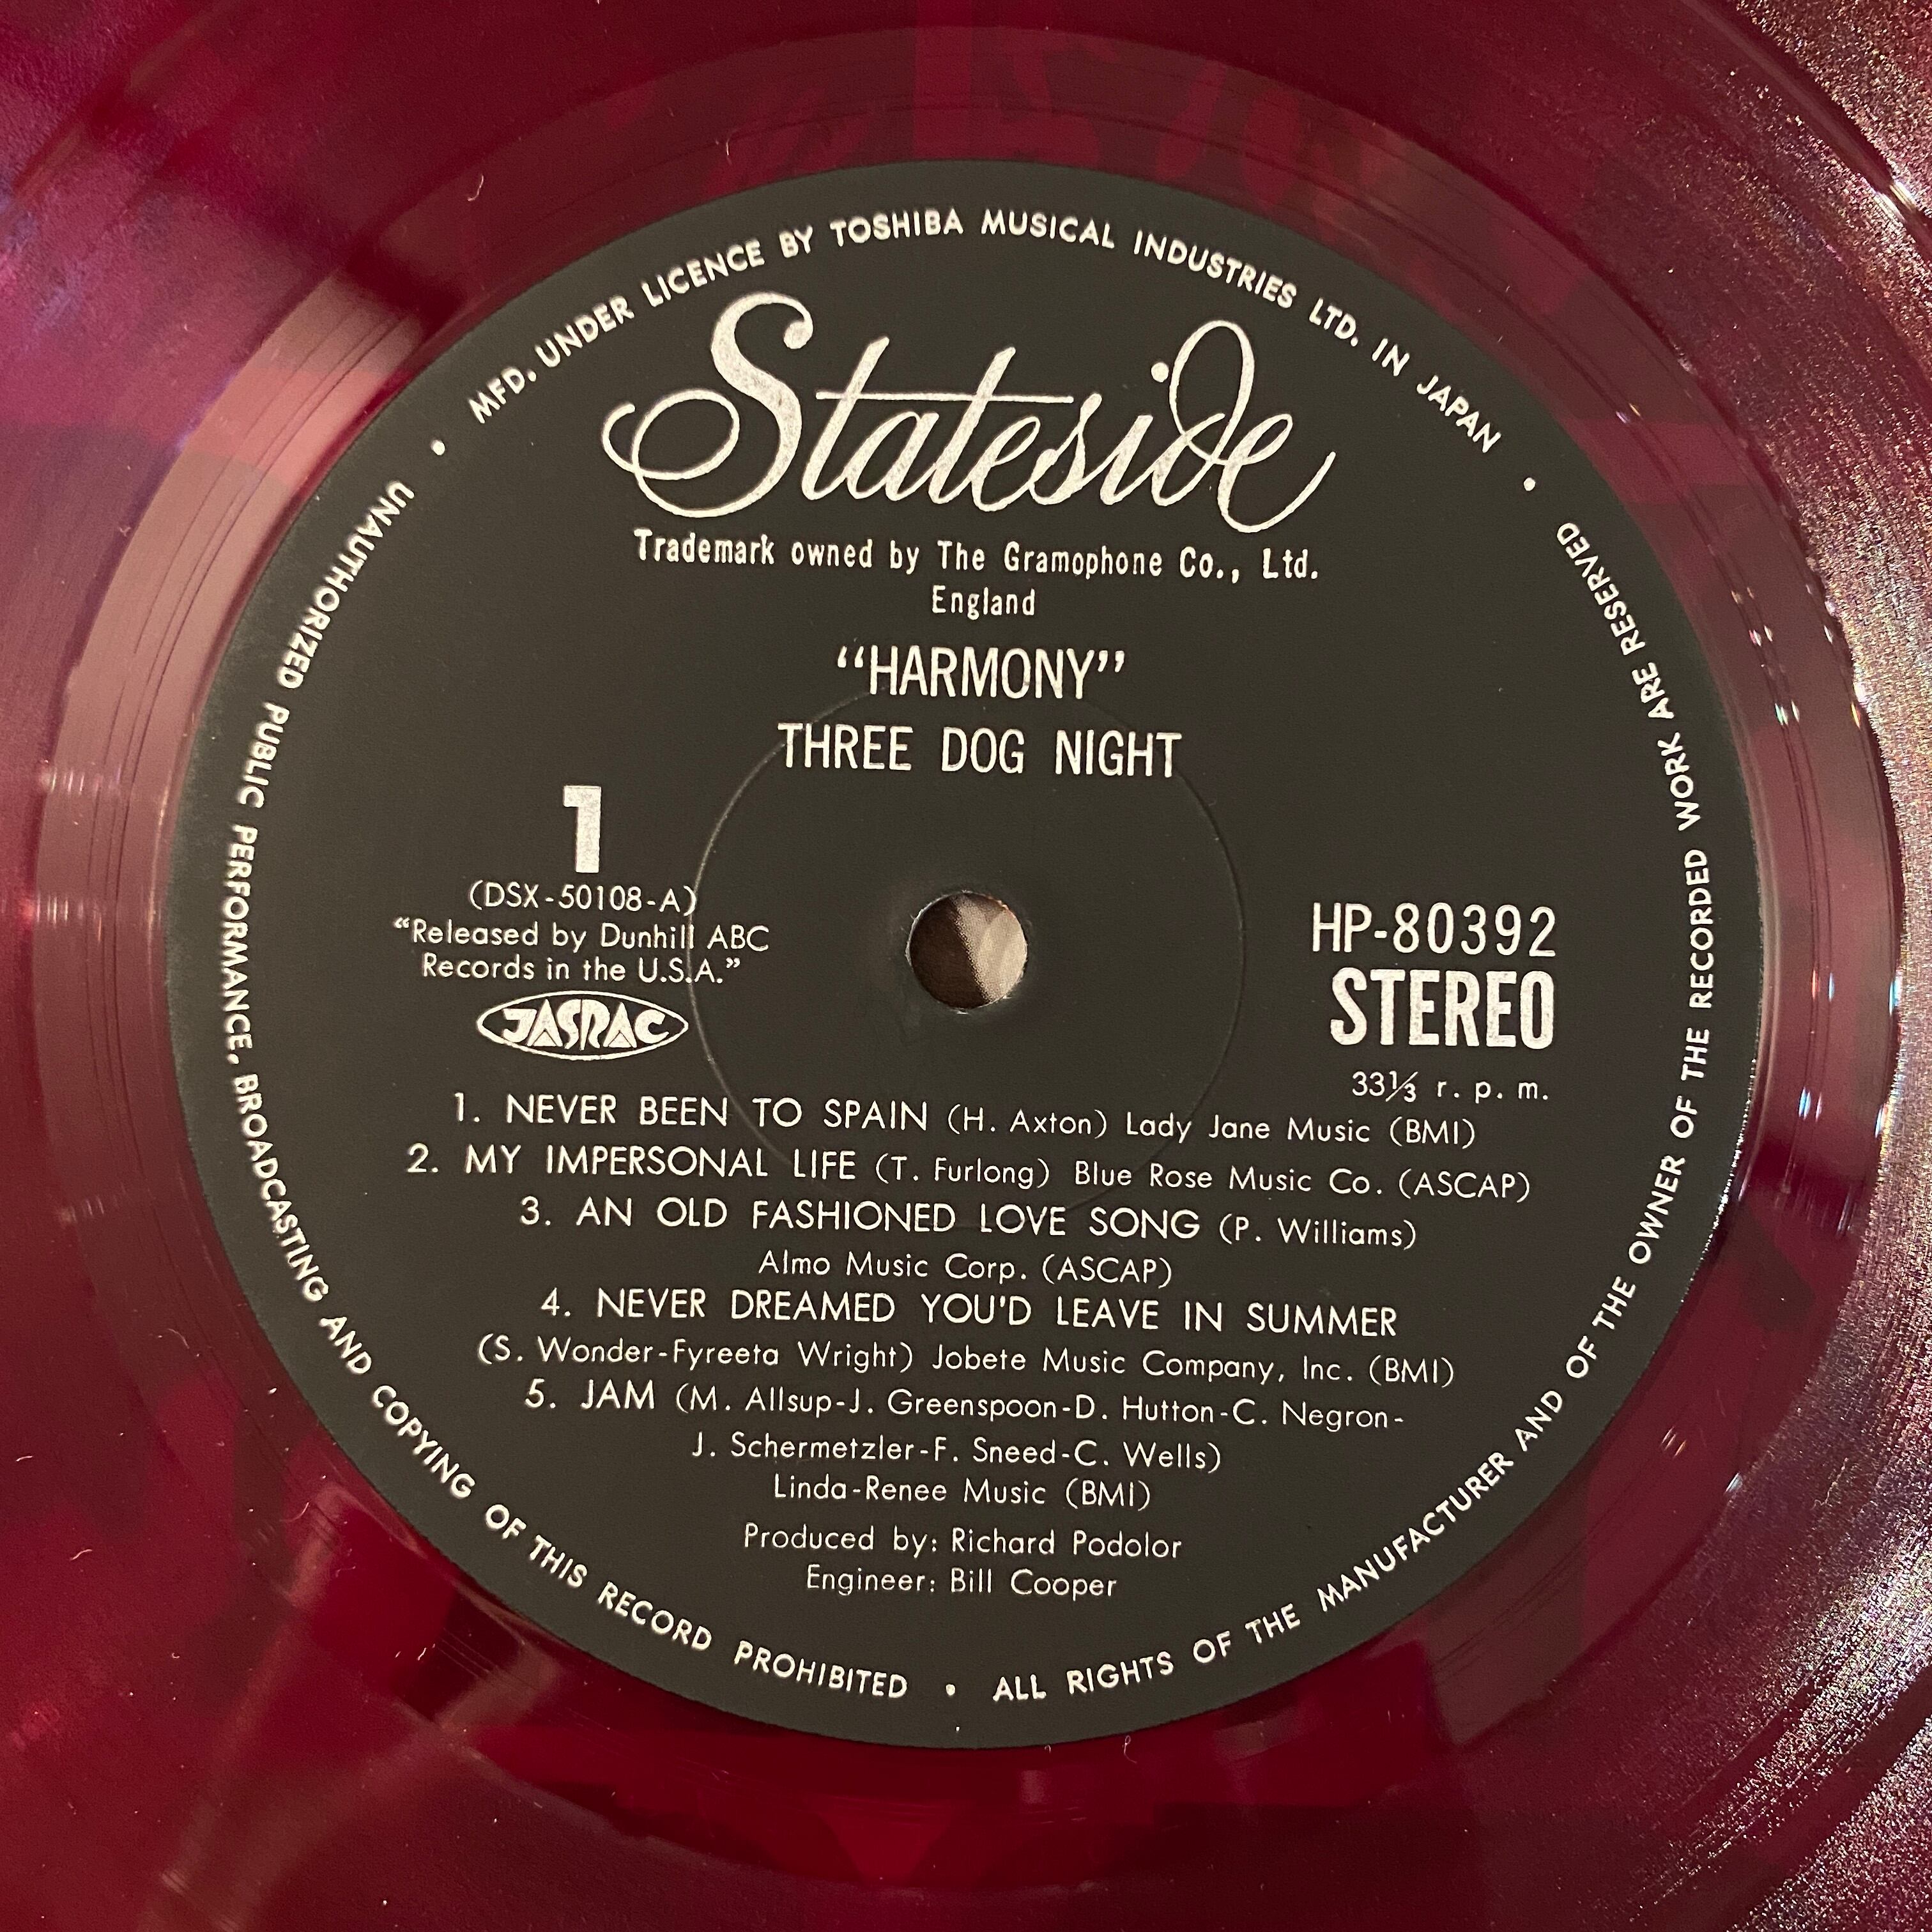 MFD. UNDER LICENCE BY TOSHIBA MUSICAL INDUSTRIES LTD. IN JAPAN •
Stateside
Trademark owned by The Gramophone Co., Ltd.
England
“HARMONY”
THREE DOG NIGHT
1
(DSX-50108-A)
“Released by Dunhill ABC
Records in the U.S.A.”
JASRAC
HP-80392
STEREO
33⅓ r. p. m.
1. NEVER BEEN TO SPAIN (H. Axton) Lady Jane Music (BMI)
2. MY IMPERSONAL LIFE (T. Furlong) Blue Rose Music Co. (ASCAP)
3. AN OLD FASHIONED LOVE SONG (P. Williams)
Almo Music Corp. (ASCAP)
4. NEVER DREAMED YOU'D LEAVE IN SUMMER
(S. Wonder-Fyreeta Wright) Jobete Music Company, Inc. (BMI)
5. JAM (M. Allsup-J. Greenspoon-D. Hutton-C. Negron-
J. Schermetzler-F. Sneed-C. Wells)
Linda-Renee Music (BMI)
Produced by: Richard Podolor
Engineer: Bill Cooper
UNAUTHORIZED PUBLIC PERFORMANCE, BROADCASTING AND COPYING OF THIS RECORD PROHIBITED •
ALL RIGHTS OF THE MANUFACTURER AND OF THE OWNER OF THE RECORDED WORK ARE RESERVED •